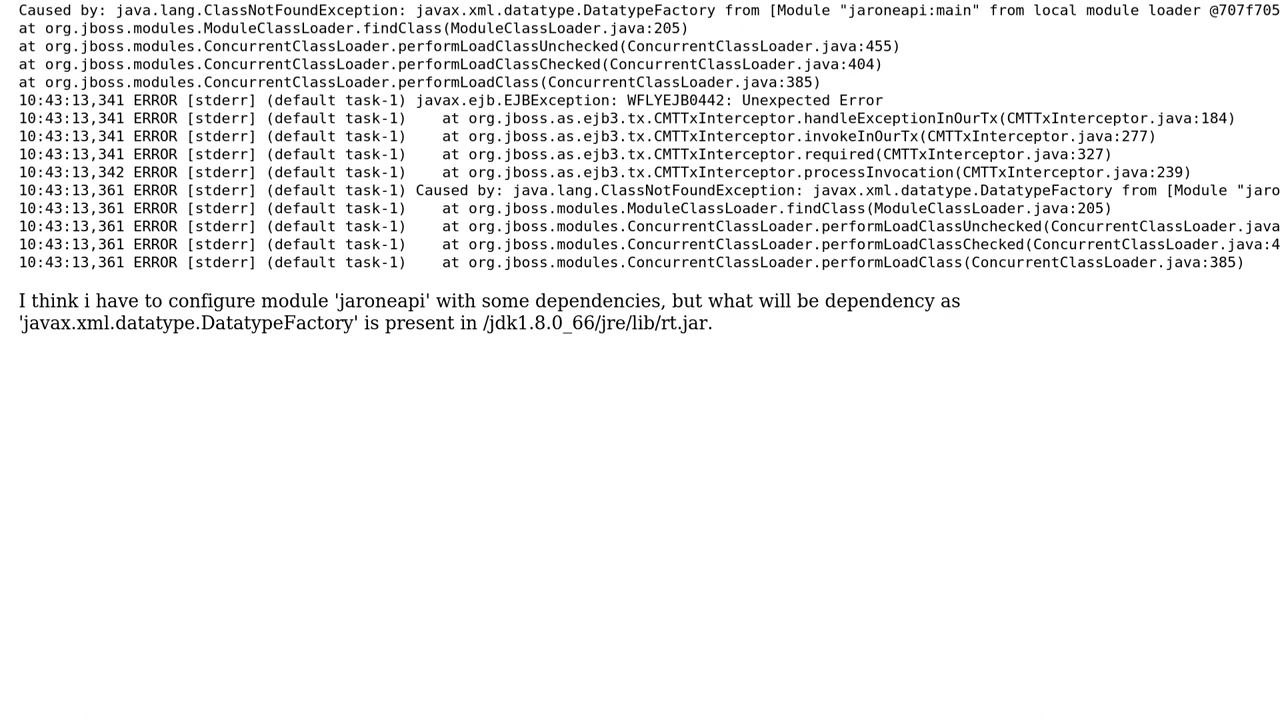 Caused by: java.lang.ClassNotFoundException: javax.xml.datatype.DatatypeFactory from [Module "jaroneapi:main" from local module loader @707f705
at org.jboss.modules.ModuleClassLoader.findClass(ModuleClassLoader.java:205)
at org.jboss.modules.ConcurrentClassLoader.performLoadClassUnchecked(ConcurrentClassLoader.java:455)
at org.jboss.modules.ConcurrentClassLoader.performLoadClassChecked(ConcurrentClassLoader.java:404)
at org.jboss.modules.ConcurrentClassLoader.performLoadClass(ConcurrentClassLoader.java:385)
10:43:13,341 ERROR [stderr] (default task-1) javax.ejb.EJBException: WFLYEJB0442: Unexpected Error
10:43:13,341 ERROR [stderr] (default task-1)    at org.jboss.as.ejb3.tx.CMTTxInterceptor.handleExceptionInOurTx(CMTTxInterceptor.java:184)
10:43:13,341 ERROR [stderr] (default task-1)    at org.jboss.as.ejb3.tx.CMTTxInterceptor.invokeInOurTx(CMTTxInterceptor.java:277)
10:43:13,341 ERROR [stderr] (default task-1)    at org.jboss.as.ejb3.tx.CMTTxInterceptor.required(CMTTxInterceptor.java:327)
10:43:13,342 ERROR [stderr] (default task-1)    at org.jboss.as.ejb3.tx.CMTTxInterceptor.processInvocation(CMTTxInterceptor.java:239)
10:43:13,361 ERROR [stderr] (default task-1) Caused by: java.lang.ClassNotFoundException: javax.xml.datatype.DatatypeFactory from [Module "jaro
10:43:13,361 ERROR [stderr] (default task-1)    at org.jboss.modules.ModuleClassLoader.findClass(ModuleClassLoader.java:205)
10:43:13,361 ERROR [stderr] (default task-1)    at org.jboss.modules.ConcurrentClassLoader.performLoadClassUnchecked(ConcurrentClassLoader.java
10:43:13,361 ERROR [stderr] (default task-1)    at org.jboss.modules.ConcurrentClassLoader.performLoadClassChecked(ConcurrentClassLoader.java:4
10:43:13,361 ERROR [stderr] (default task-1)    at org.jboss.modules.ConcurrentClassLoader.performLoadClass(ConcurrentClassLoader.java:385)
I think i have to configure module 'jaroneapi' with some dependencies, but what will be dependency as
'javax.xml.datatype.DatatypeFactory' is present in /jdk1.8.0_66/jre/lib/rt.jar.